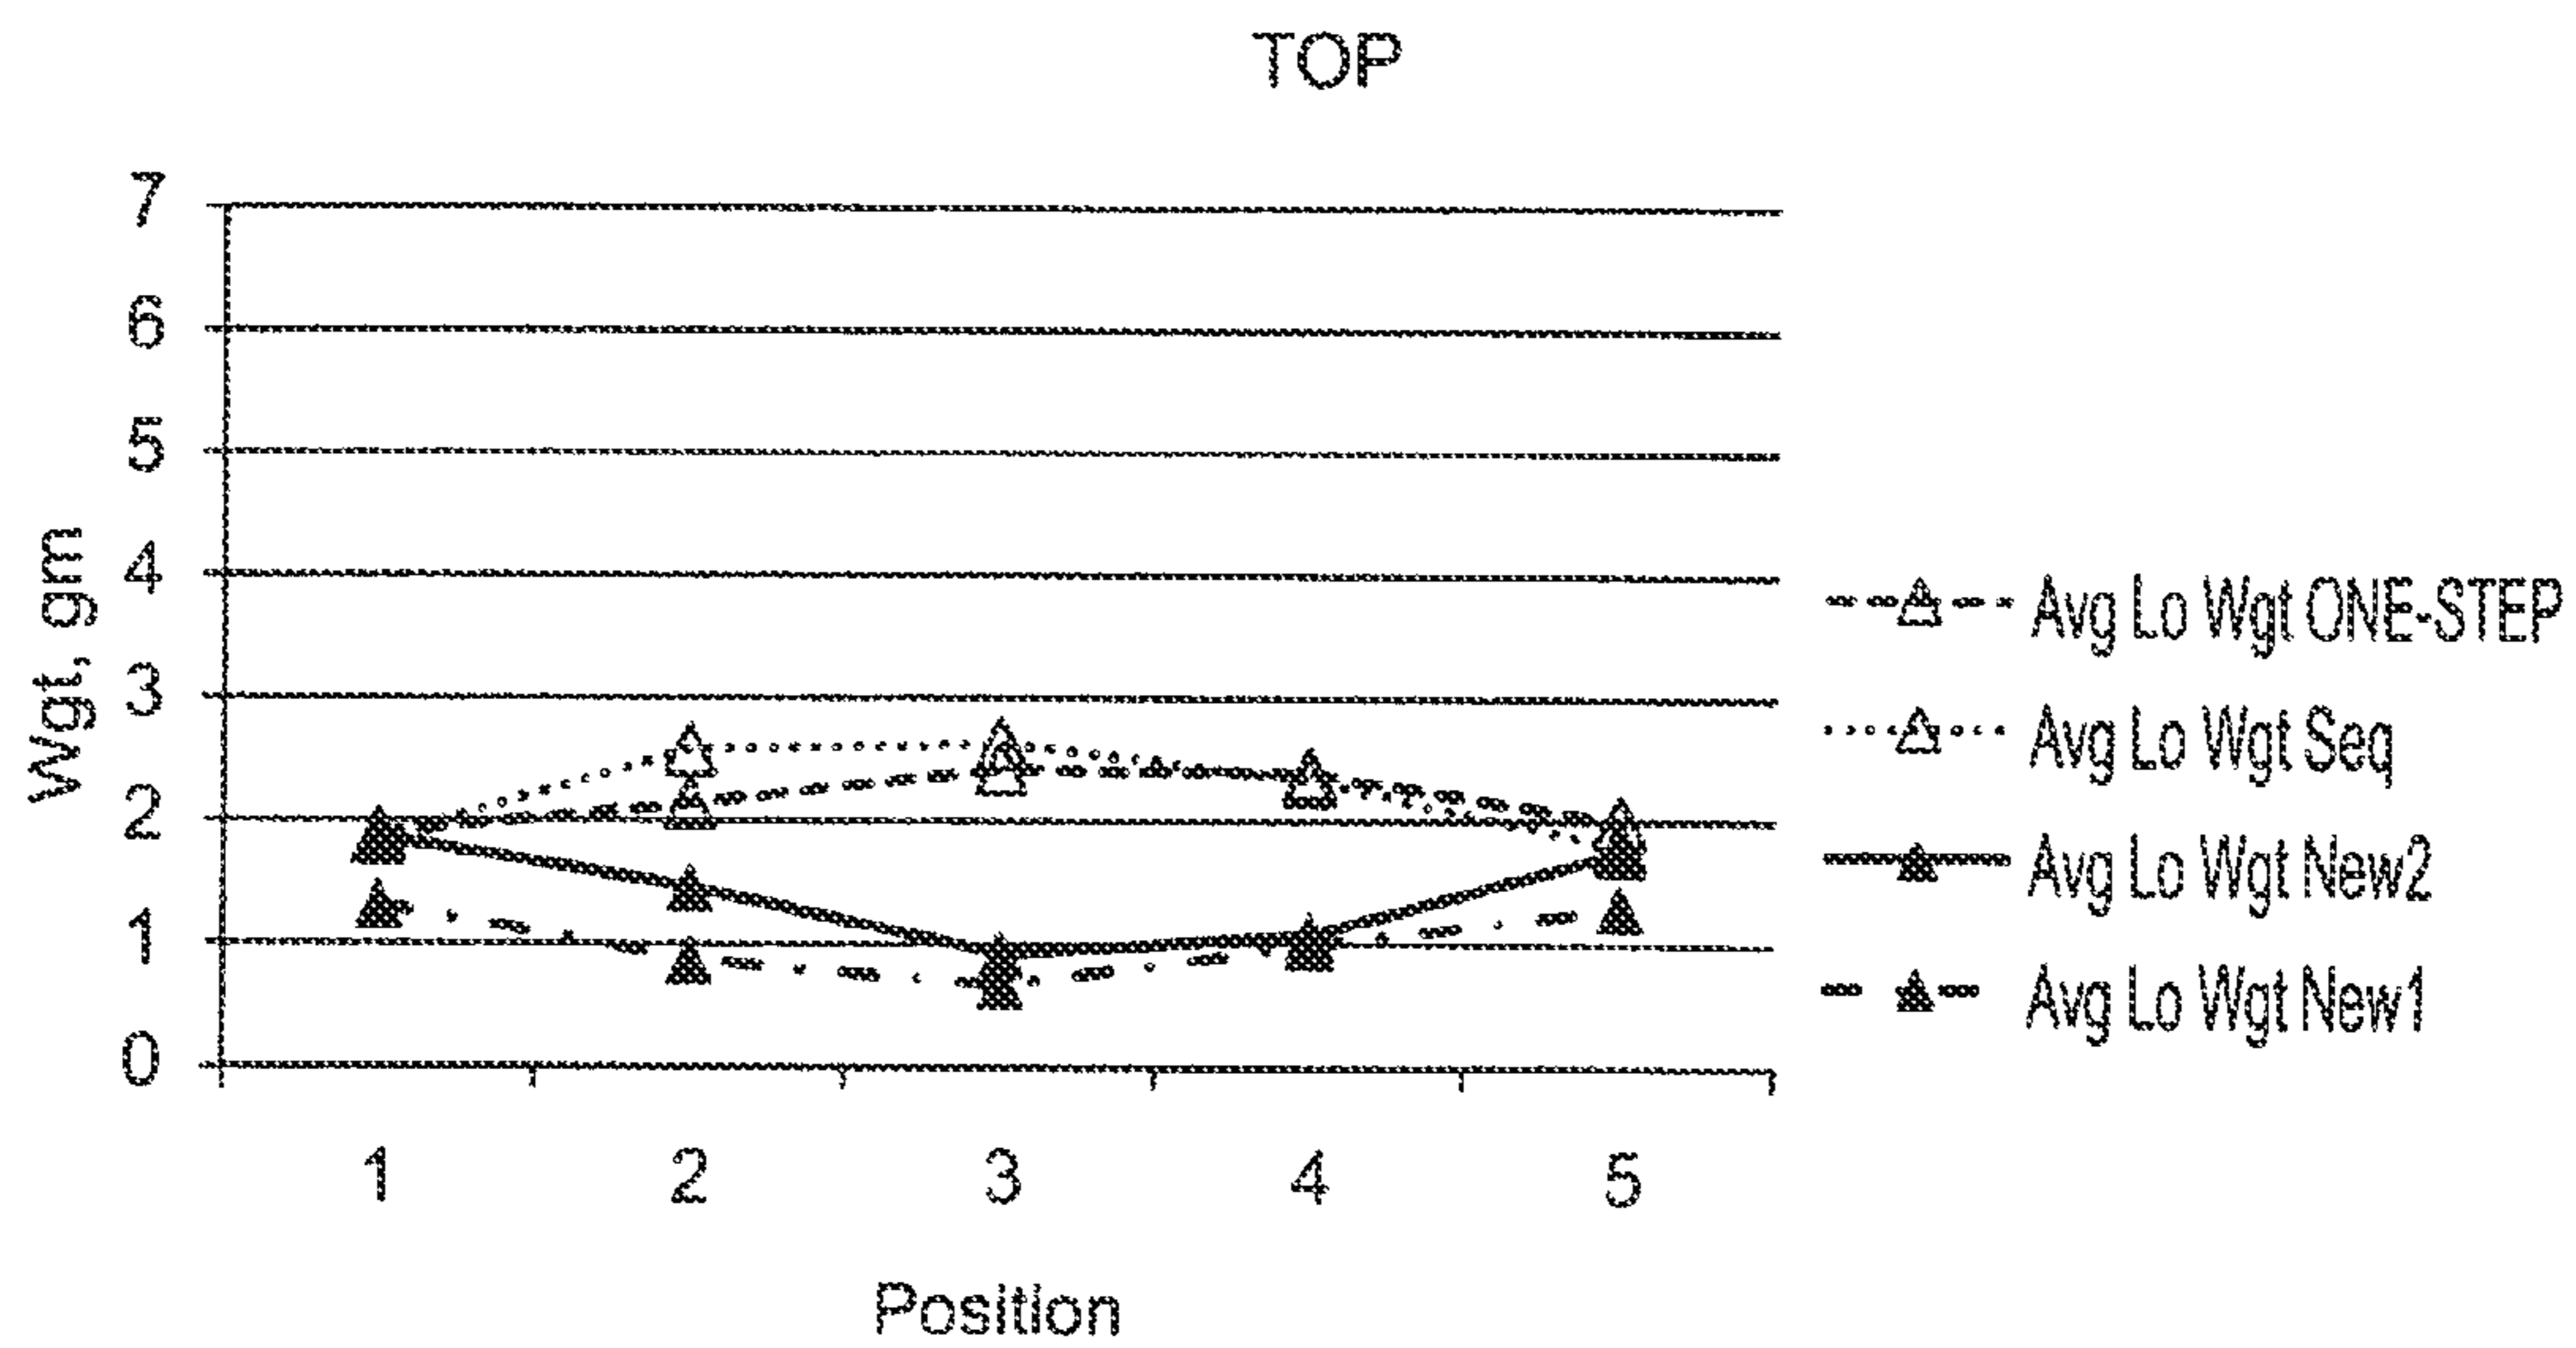 TOP
7
6
5
4
3
2
1
0
Wgt, gm
1 2 3 4 5
Position
Avg Lo Wgt ONE-STEP
Avg Lo Wgt Seq
Avg Lo Wgt New2
Avg Lo Wgt New1